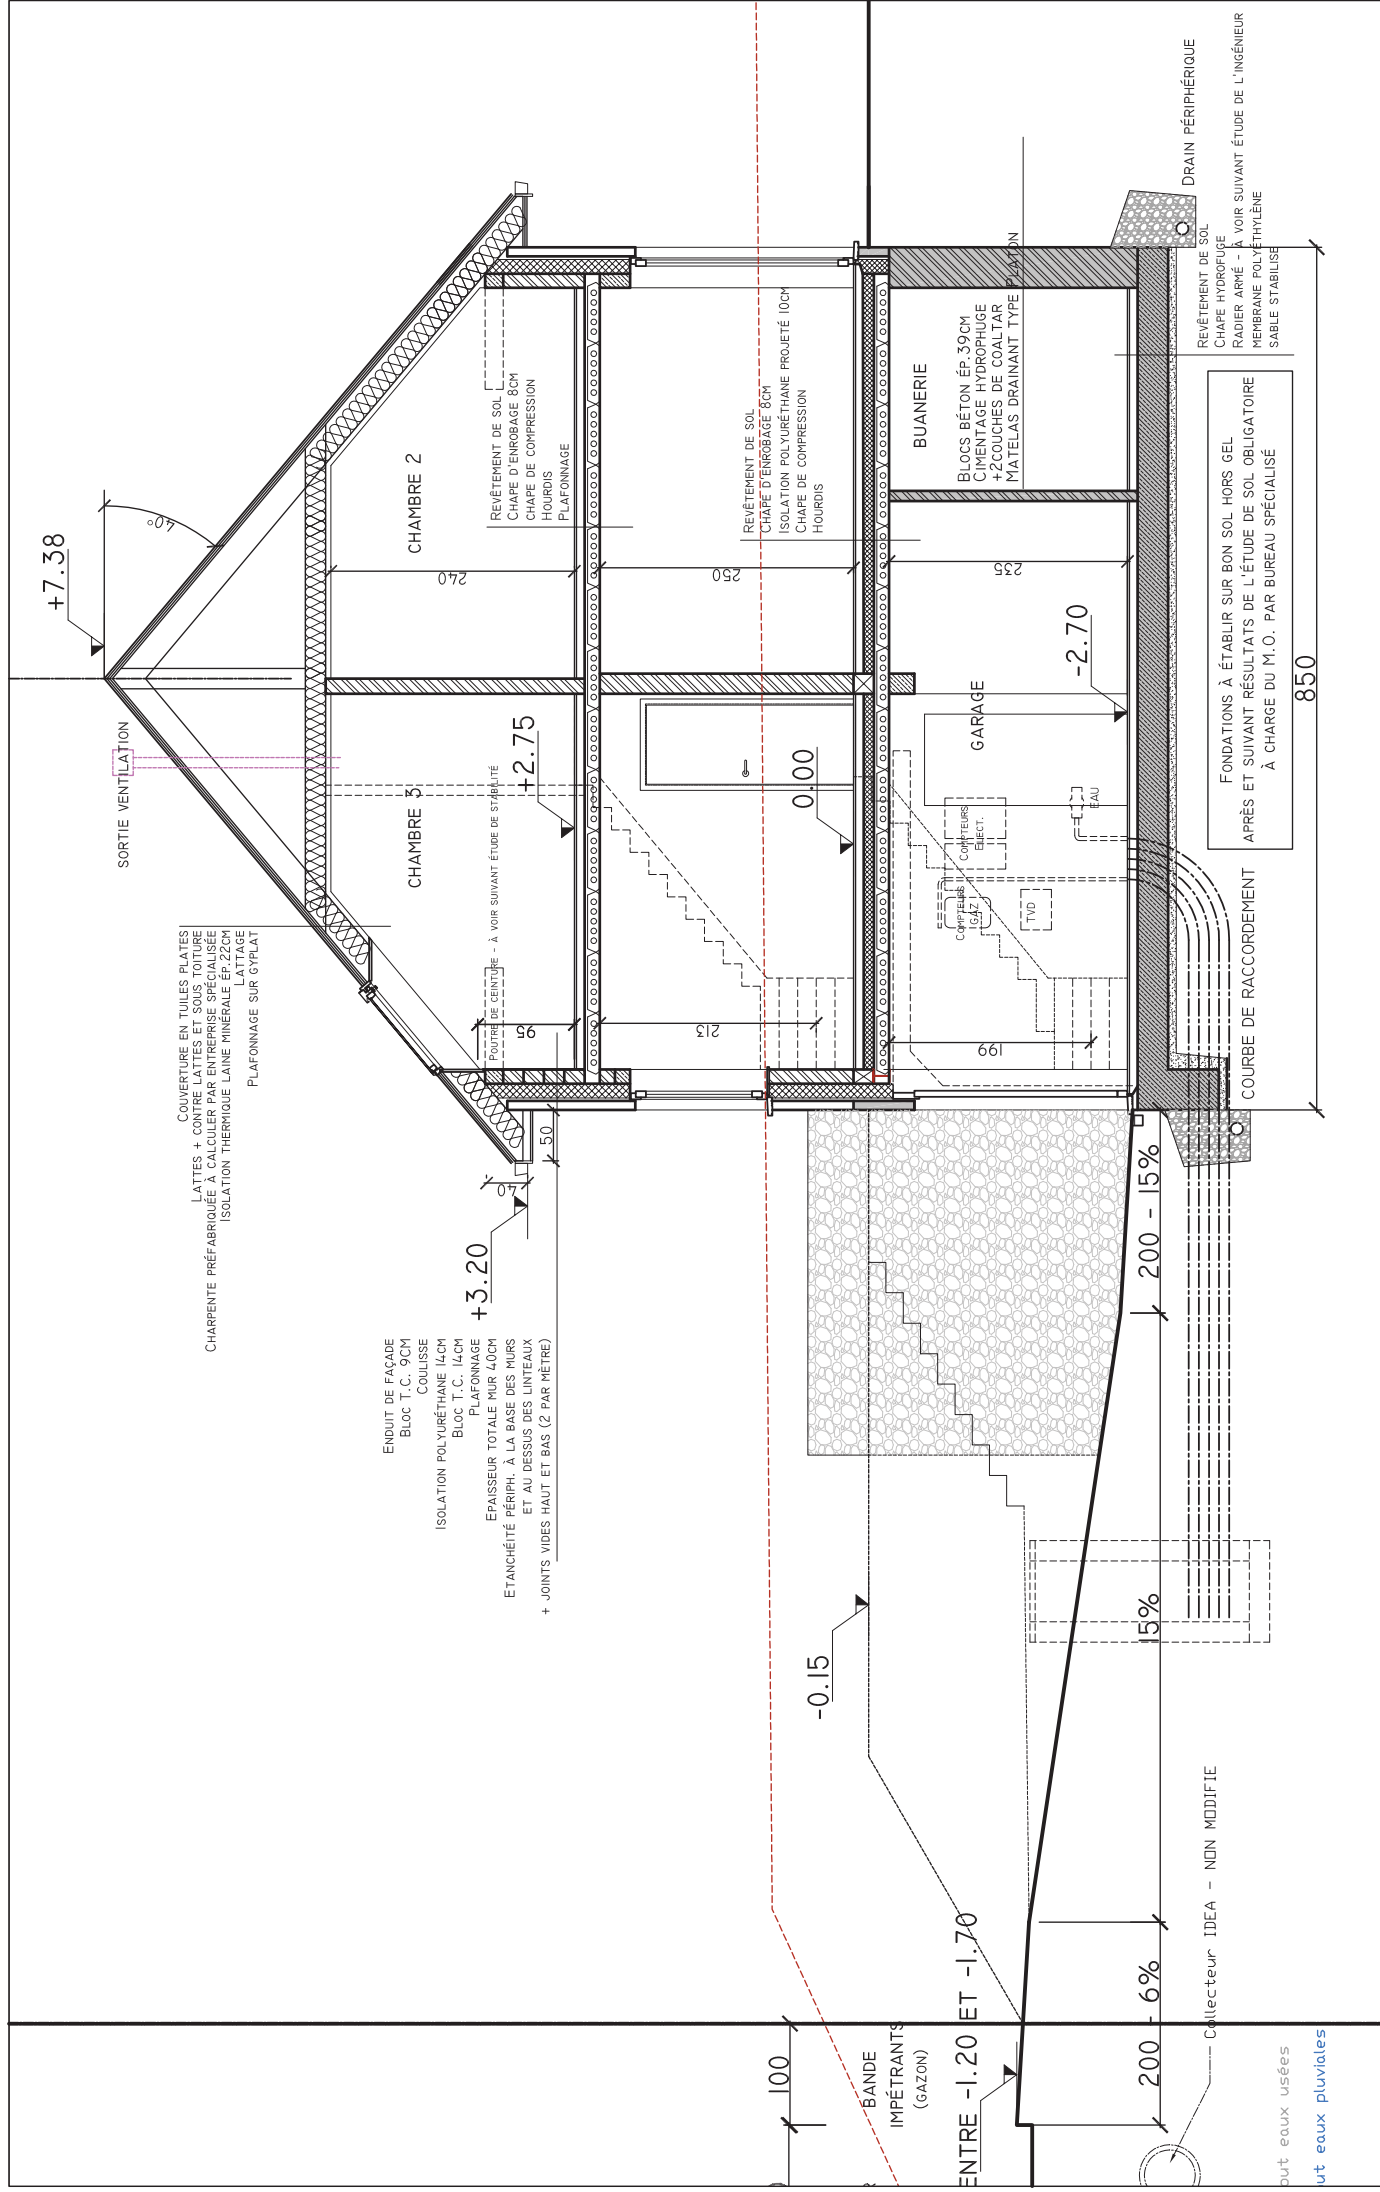 +7.38
40°
SORTIE VENTILATION
COUVERTURE EN TUILES PLATES
LATTES + CONTRE LATTES ET SOUS TOITURE
CHARPENTE PRÉFABRIQUÉE À CALCULER PAR ENTREPRISE SPÉCIALISÉE
ISOLATION THERMIQUE LAINE MINÉRALE ÉP.22CM
LATTAGE
PLAFONNAGE SUR GYPLAT
CHAMBRE 3
CHAMBRE 2
240
REVÊTEMENT DE SOL
CHAPE D'ENROBAGE 8CM
CHAPE DE COMPRESSION
HOURDIS
PLAFONNAGE
POUTRE DE CEINTURE - À VOIR SUIVANT ÉTUDE DE STABILITÉ
+2.75
95
50
40
+3.20
ENDUIT DE FAÇADE
BLOC T.C. 9CM
COULISSE
ISOLATION POLYURÉTHANE 14CM
BLOC T.C. 14CM
PLAFONNAGE
EPAISSEUR TOTALE MUR 40CM
ETANCHÉITÉ PÉRIPH. À LA BASE DES MURS
ET AU DESSUS DES LINTEAUX
+ JOINTS VIDES HAUT ET BAS (2 PAR MÈTRE)
213
250
0.00
REVÊTEMENT DE SOL
CHAPE D'ENROBAGE 8CM
ISOLATION POLYURÉTHANE PROJETÉ 10CM
CHAPE DE COMPRESSION
HOURDIS
-0.15
199
235
GARAGE
-2.70
COMPTEURS
GAZ
COMPTEURS
ELECT.
TVD
EAU
BUANERIE
BLOCS BÉTON ÉP.39CM
CIMENTAGE HYDROPHUGE
+2COUCHES DE COALTAR
MATELAS DRAINANT TYPE PLATON
DRAIN PÉRIPHÉRIQUE
REVÊTEMENT DE SOL
CHAPE HYDROFUGE
RADIER ARMÉ - À VOIR SUIVANT ÉTUDE DE L'INGÉNIEUR
MEMBRANE POLYÉTHYLÈNE
SABLE STABILISÉ
FONDATIONS À ÉTABLIR SUR BON SOL HORS GEL
APRÈS ET SUIVANT RÉSULTATS DE L'ÉTUDE DE SOL OBLIGATOIRE
À CHARGE DU M.O. PAR BUREAU SPÉCIALISÉ
850
COURBE DE RACCORDEMENT
200 - 15%
15%
200 - 6%
100
BANDE
IMPÉTRANTS
(GAZON)
ENTRE -1.20 ET -1.70
Collecteur IDEA - NON MODIFIE
out eaux usées
ut eaux pluviales